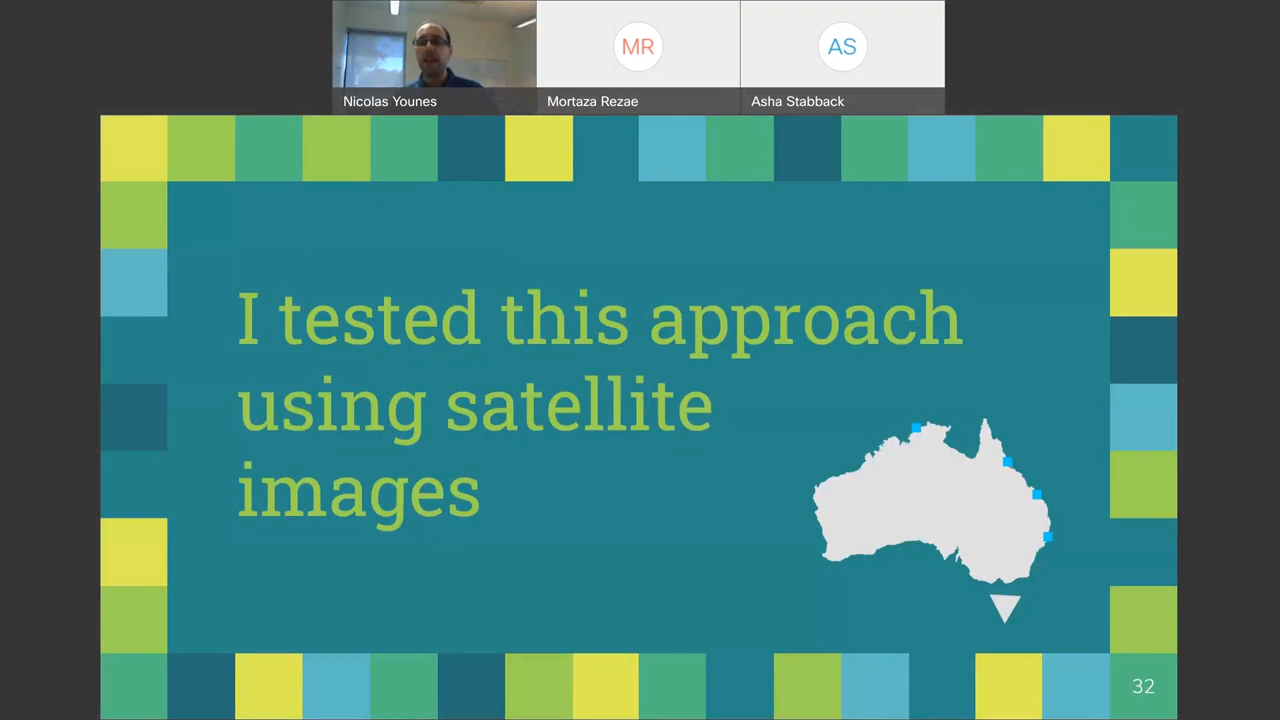 MR
AS
Nicolas Younes
Mortaza Rezae
Asha Stabback
I tested this approach
using satellite
images
32